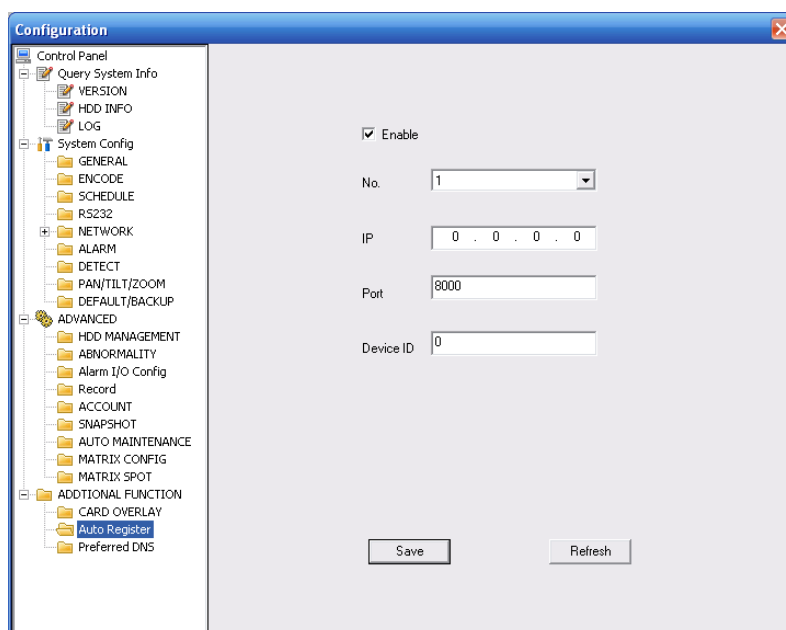 Configuration
Control Panel
Query System Info
VERSION
HDD INFO
LOG
System Config
GENERAL
ENCODE
SCHEDULE
RS232
NETWORK
ALARM
DETECT
PAN/TILT/ZOOM
DEFAULT/BACKUP
ADVANCED
HDD MANAGEMENT
ABNORMALITY
Alarm I/O Config
Record
ACCOUNT
SNAPSHOT
AUTO MAINTENANCE
MATRIX CONFIG
MATRIX SPOT
ADDTIONAL FUNCTION
CARD OVERLAY
Auto Register
Preferred DNS
Enable
No. 1
IP 0 . 0 . 0 . 0
Port 8000
Device ID 0
Save Refresh